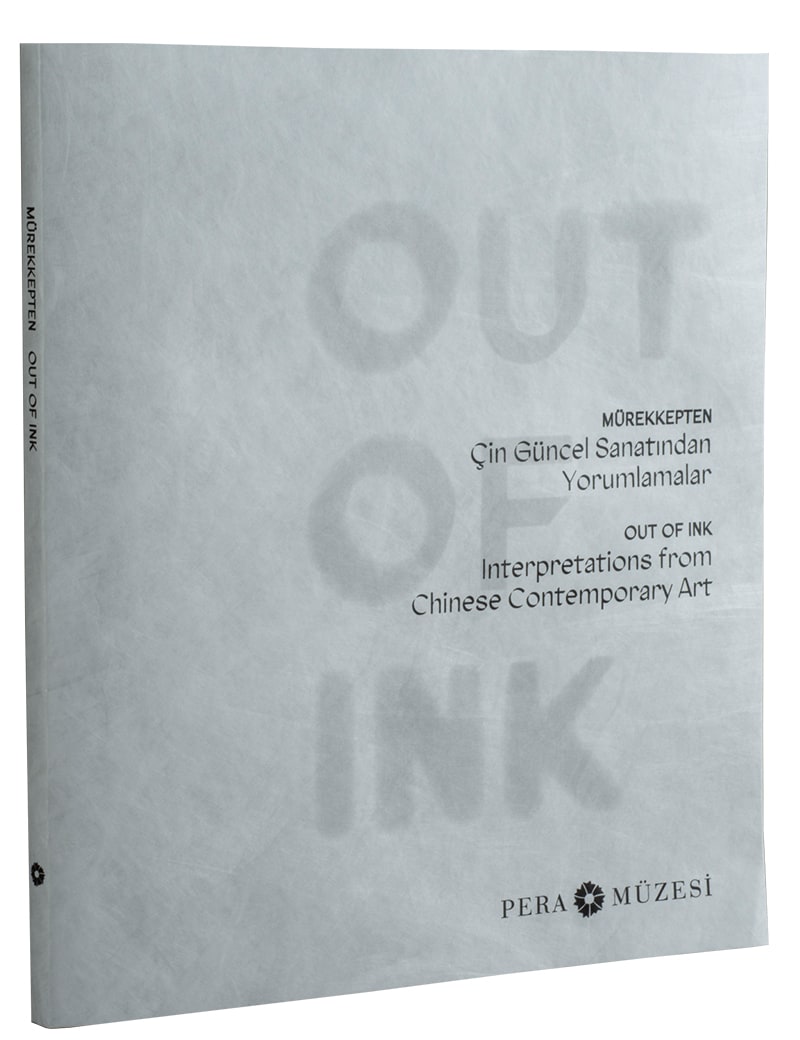 MÜREKKEPTEN OUT OF INK
OUT
OF
INK
MÜREKKEPTEN
Çin Güncel Sanatından
Yorumlamalar
OUT OF INK
Interpretations from
Chinese Contemporary Art
PERA MÜZESİ